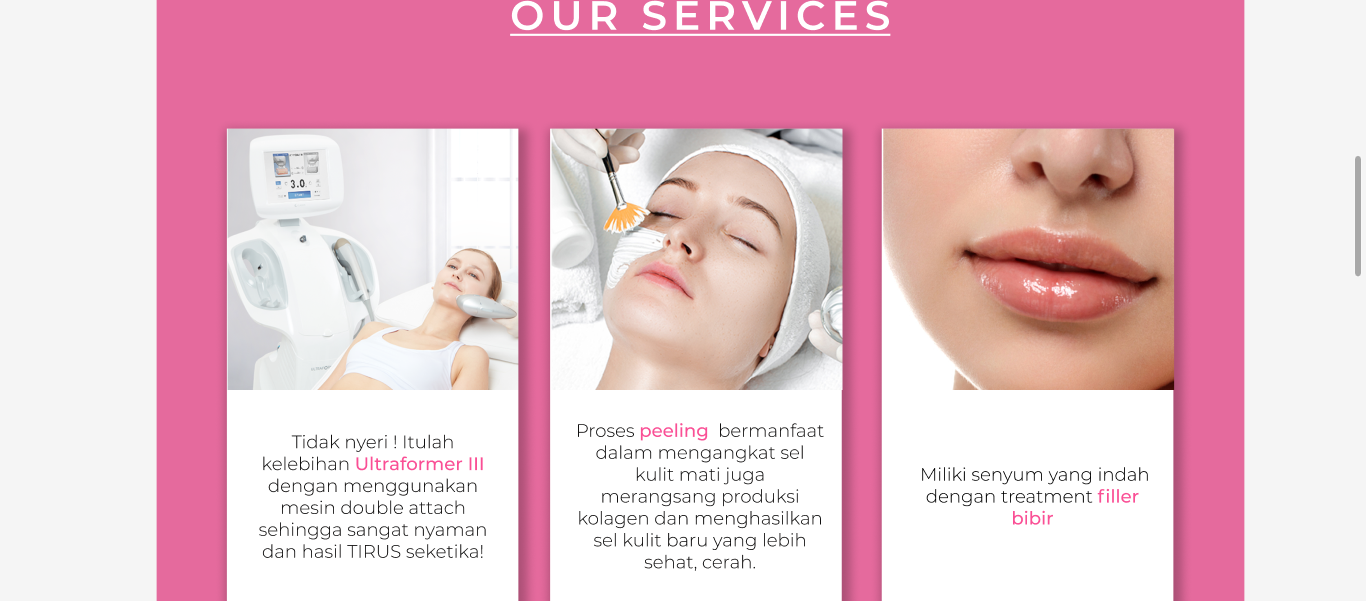 OUR SERVICES
3.0
Tidak nyeri ! Itulah
kelebihan Ultraformer III
dengan menggunakan
mesin double attach
sehingga sangat nyaman
dan hasil TIRUS seketika!
Proses peeling bermanfaat
dalam mengangkat sel
kulit mati juga
merangsang produksi
kolagen dan menghasilkan
sel kulit baru yang lebih
sehat, cerah.
Miliki senyum yang indah
dengan treatment filler
bibir